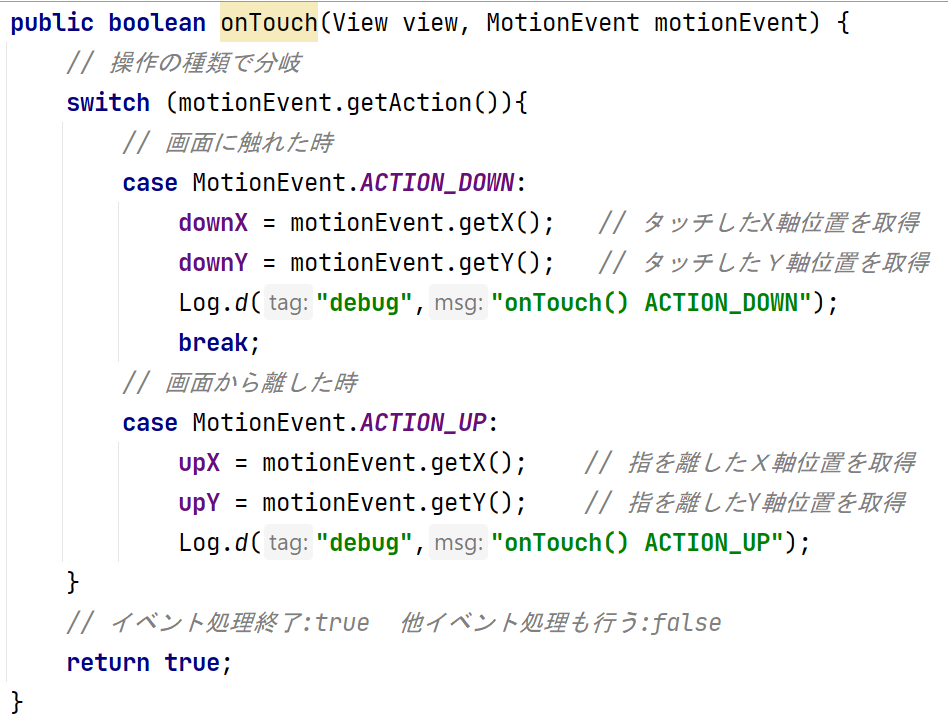 public boolean onTouch(View view, MotionEvent motionEvent) {
// 操作の種類で分岐
switch (motionEvent.getAction()){
// 画面に触れた時
case MotionEvent.ACTION_DOWN:
downX = motionEvent.getX();   // タッチしたX軸位置を取得
downY = motionEvent.getY();   // タッチしたＹ軸位置を取得
Log.d( tag: "debug", msg: "onTouch() ACTION_DOWN");
break;
// 画面から離した時
case MotionEvent.ACTION_UP:
upX = motionEvent.getX();    // 指を離したＸ軸位置を取得
upY = motionEvent.getY();    // 指を離したY軸位置を取得
Log.d( tag: "debug", msg: "onTouch() ACTION_UP");
}
// イベント処理終了:true　他イベント処理も行う:false
return true;
}